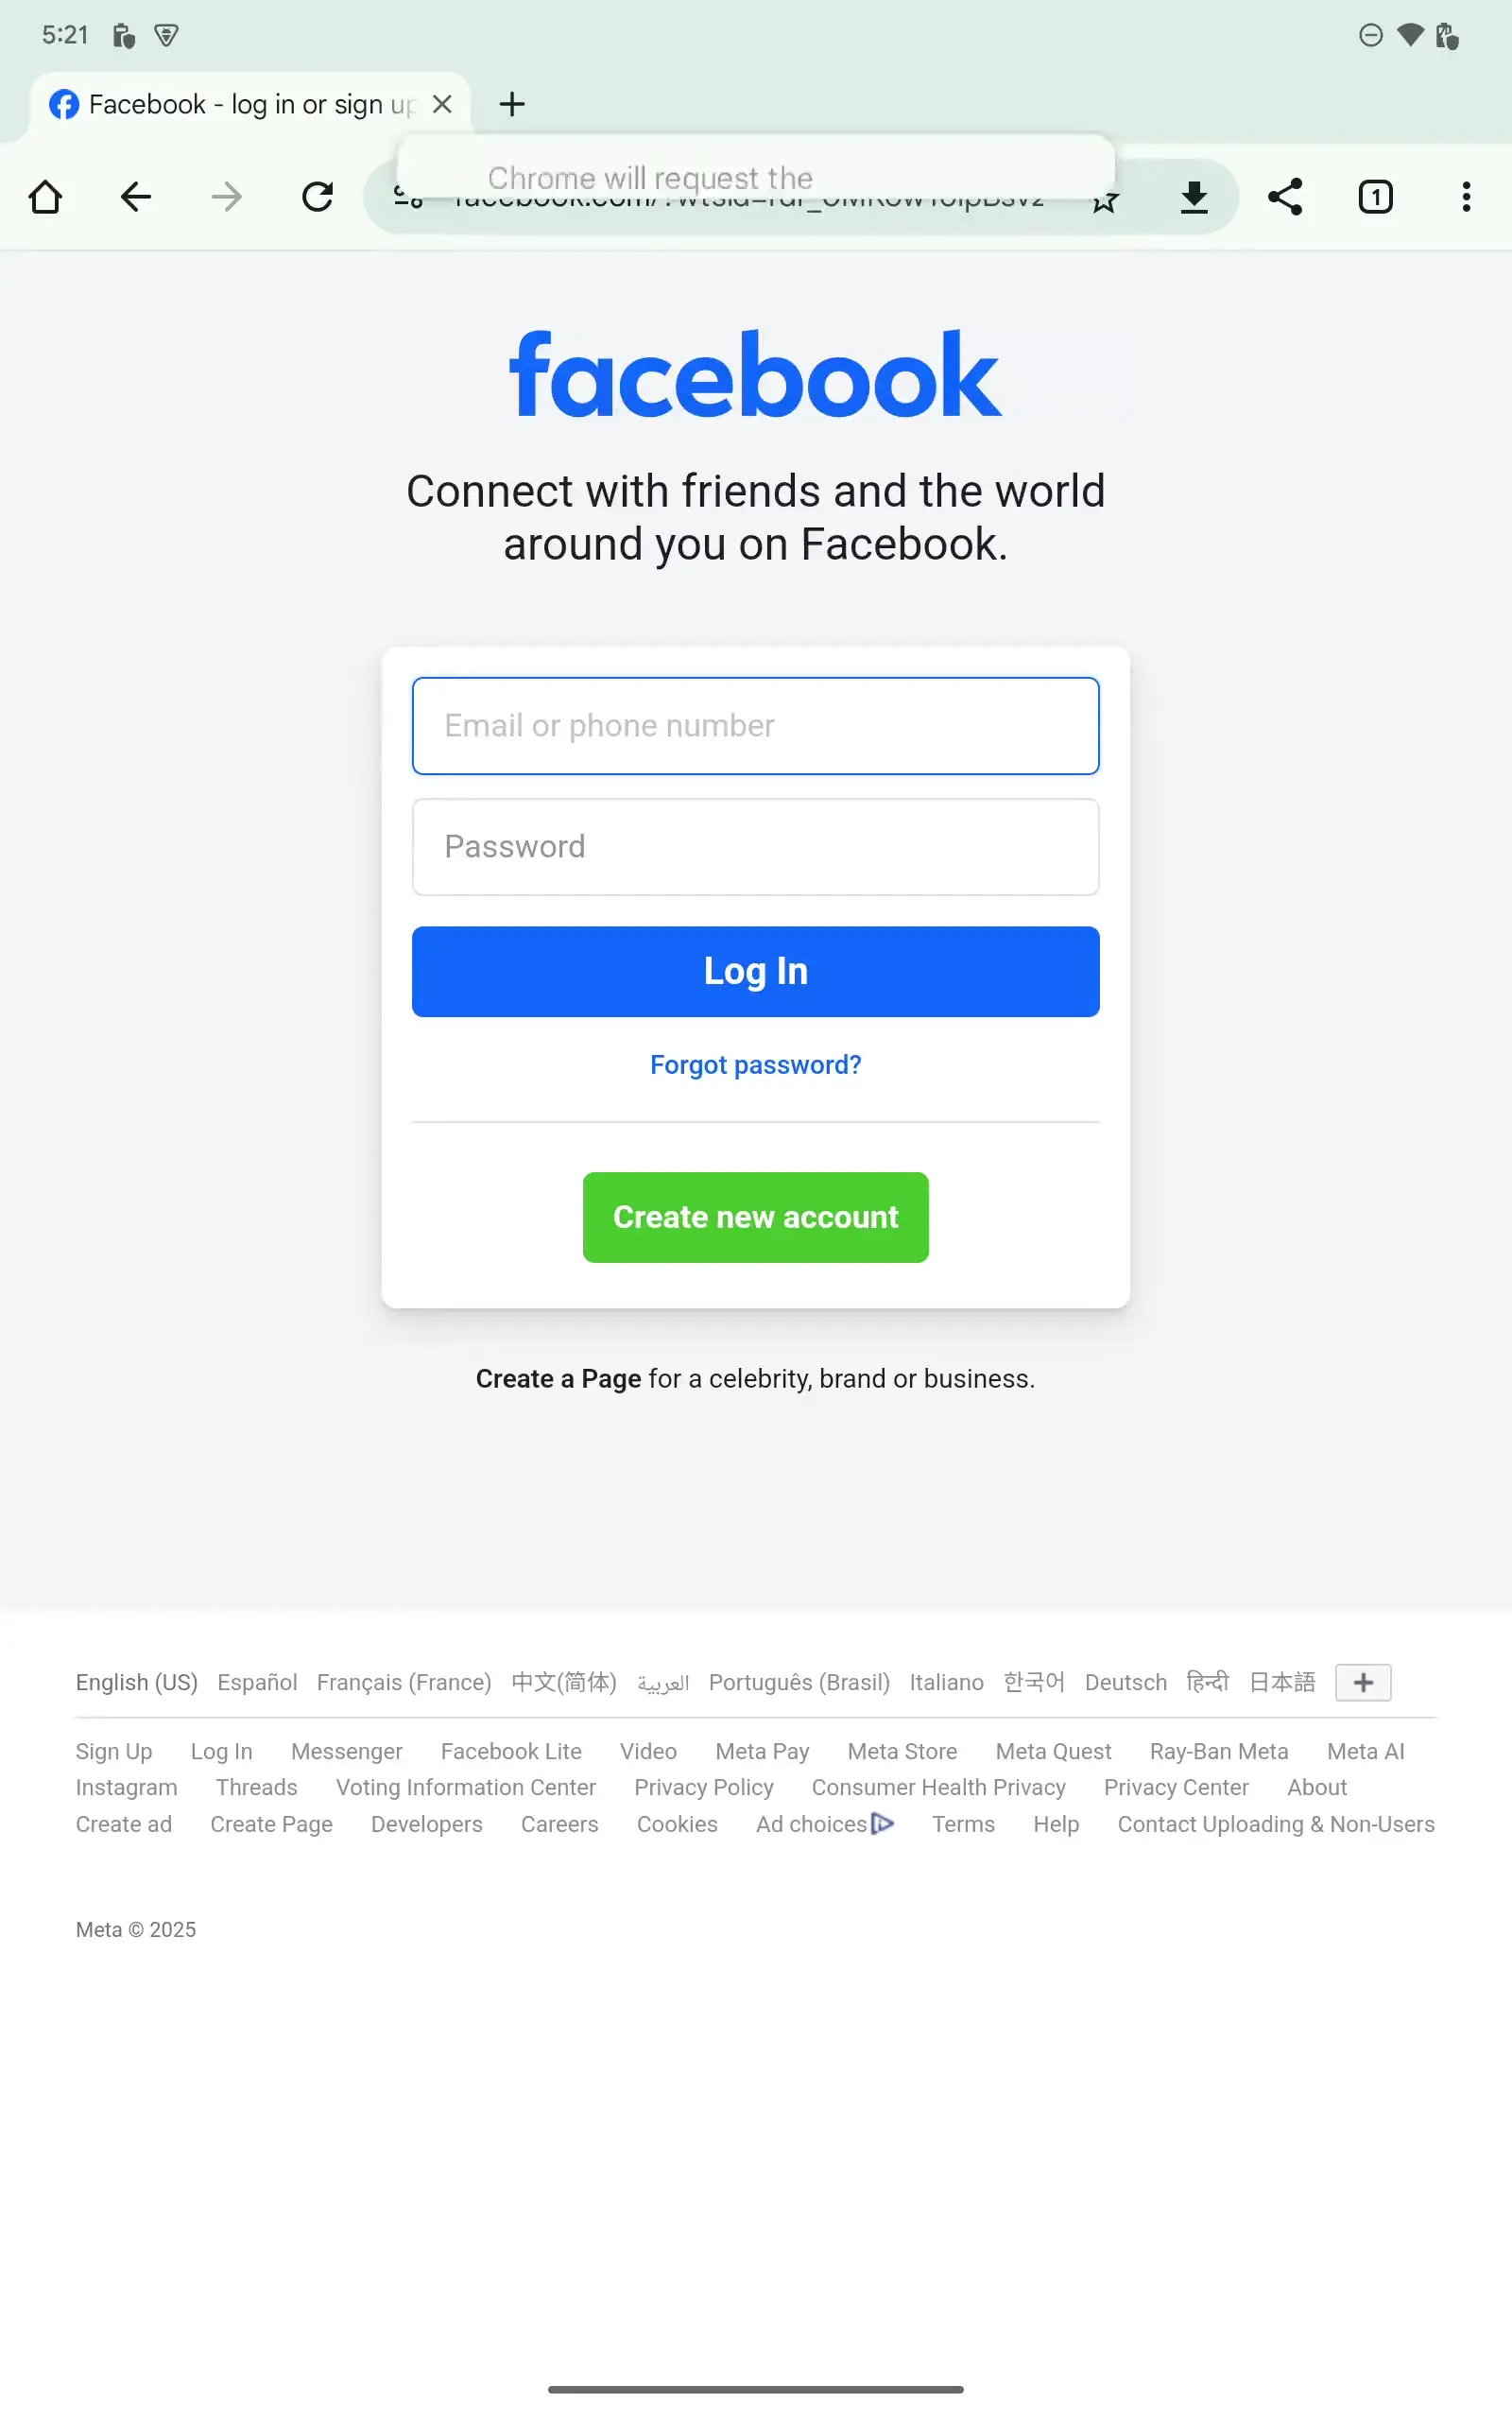 5:21
Facebook - log in or sign up
Chrome will request the
1
facebook
Connect with friends and the world
around you on Facebook.
Email or phone number
Password
Log In
Forgot password?
Create new account
Create a Page for a celebrity, brand or business.
English (US) Español Français (France) 中文(简体) العربية Português (Brasil) Italiano 한국어 Deutsch हिन्दी 日本語 +
Sign Up Log In Messenger Facebook Lite Video Meta Pay Meta Store Meta Quest Ray-Ban Meta Meta AI
Instagram Threads Voting Information Center Privacy Policy Consumer Health Privacy Privacy Center About
Create ad Create Page Developers Careers Cookies Ad choices Terms Help Contact Uploading & Non-Users
Meta © 2025